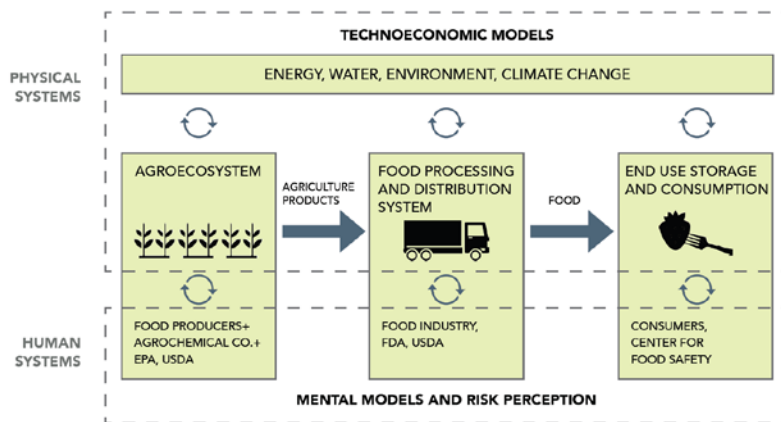 TECHNOECONOMIC MODELS
PHYSICAL
SYSTEMS
ENERGY, WATER, ENVIRONMENT, CLIMATE CHANGE
AGROECOSYSTEM
AGRICULTURE
PRODUCTS
FOOD PROCESSING
AND DISTRIBUTION
SYSTEM
FOOD
END USE STORAGE
AND CONSUMPTION
HUMAN
SYSTEMS
FOOD PRODUCERS+
AGROCHEMICAL CO.+
EPA, USDA
FOOD INDUSTRY,
FDA, USDA
CONSUMERS,
CENTER FOR
FOOD SAFETY
MENTAL MODELS AND RISK PERCEPTION